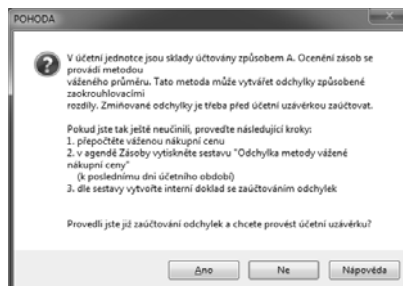 POHODA
V účetní jednotce jsou sklady účtovány způsobem A. Ocenění zásob se
provádí metodou
váženého průměru. Tato metoda může vytvářet odchylky způsobené
zaokrouhlovacími
rozdíly. Zmiňované odchylky je třeba před účetní uzávěrkou zaúčtovat.
Pokud jste tak ještě neučinili, proveďte následující kroky:
1. přepočtěte váženou nákupní cenu
2. v agendě Zásoby vytiskněte sestavu "Odchylka metody vážené
nákupní ceny"
(k poslednímu dni účetního období)
3. dle sestavy vytvořte interní doklad se zaúčtováním odchylek
Provedli jste již zaúčtování odchylek a chcete provést účetní uzávěrku?
Ano
Ne
Nápověda